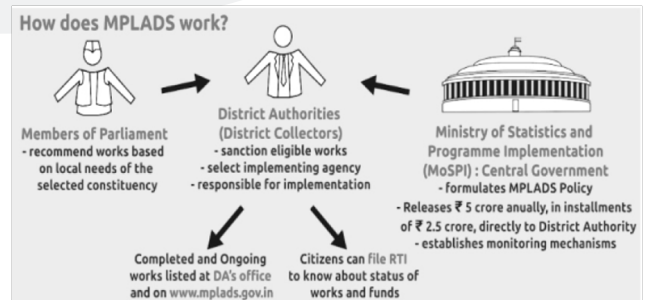 How does MPLADS work?
Members of Parliament
- recommend works based
on local needs of the
selected constituency
District Authorities
(District Collectors)
- sanction eligible works
- select implementing agency
- responsible for implementation
Ministry of Statistics and
Programme Implementation
(MoSPI) : Central Government
- formulates MPLADS Policy
- Releases ₹ 5 crore anually, in installments
of ₹ 2.5 crore, directly to District Authority
- establishes monitoring mechanisms
Completed and Ongoing
works listed at DA's office
and on www.mplads.gov.in
Citizens can file RTI
to know about status of
works and funds